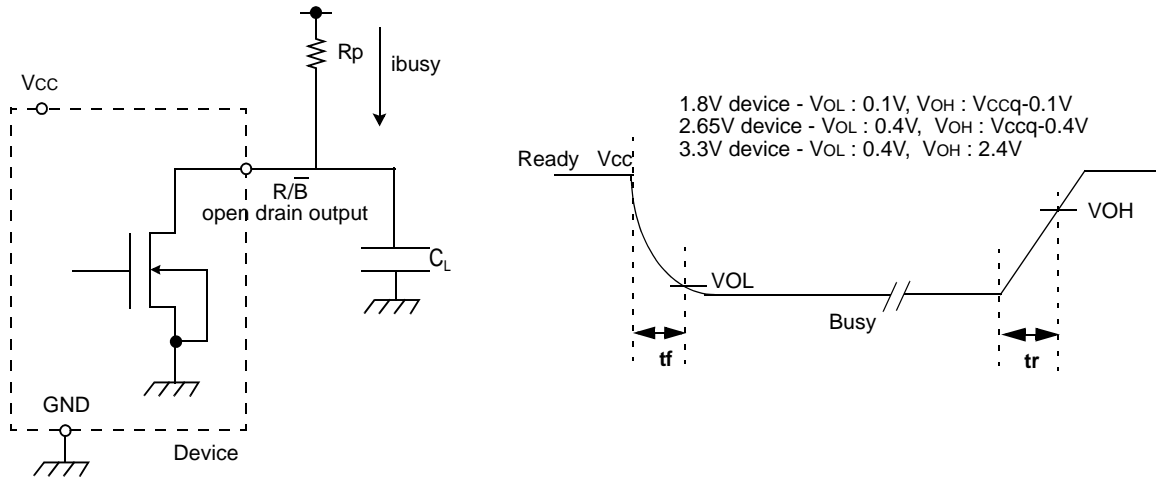 Rp
ibusy
VCC
R/B̅
open drain output
CL
GND
Device
1.8V device - VOL : 0.1V, VOH : VCCq-0.1V
2.65V device - VOL : 0.4V, VOH : Vccq-0.4V
3.3V device - VOL : 0.4V, VOH : 2.4V
Ready Vcc
VOH
VOL
Busy
tf
tr